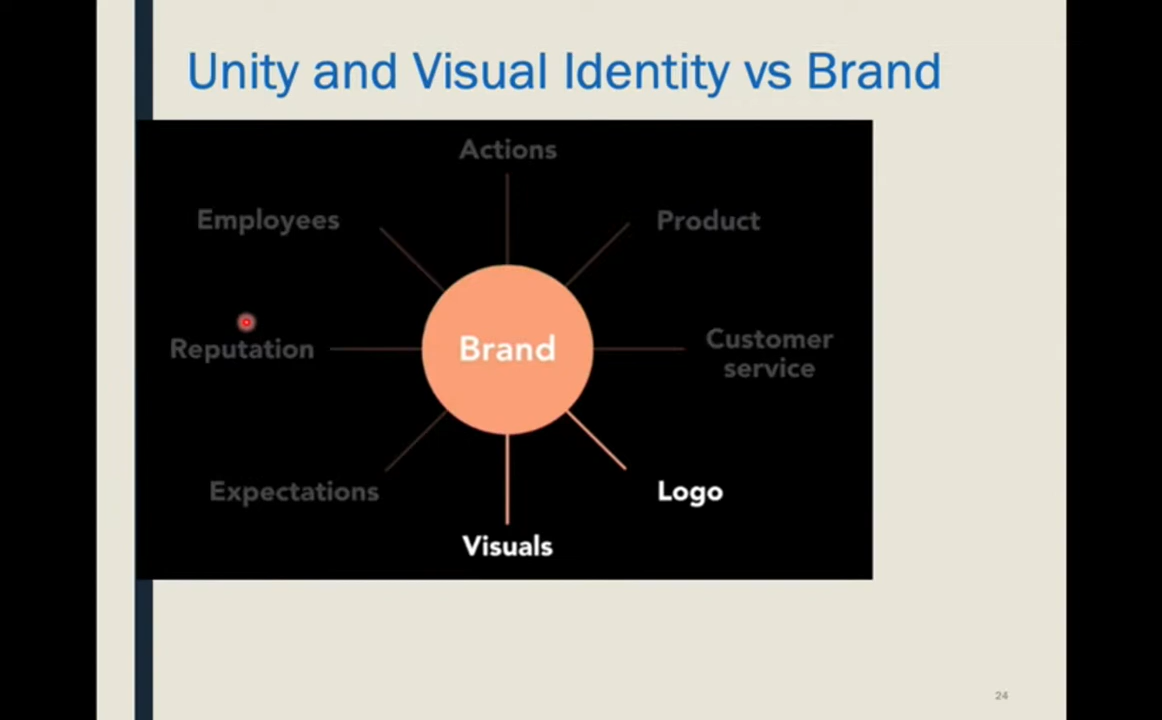 Unity and Visual Identity vs Brand
Actions
Employees
Product
Reputation
Brand
Customer
service
Expectations
Logo
Visuals
24